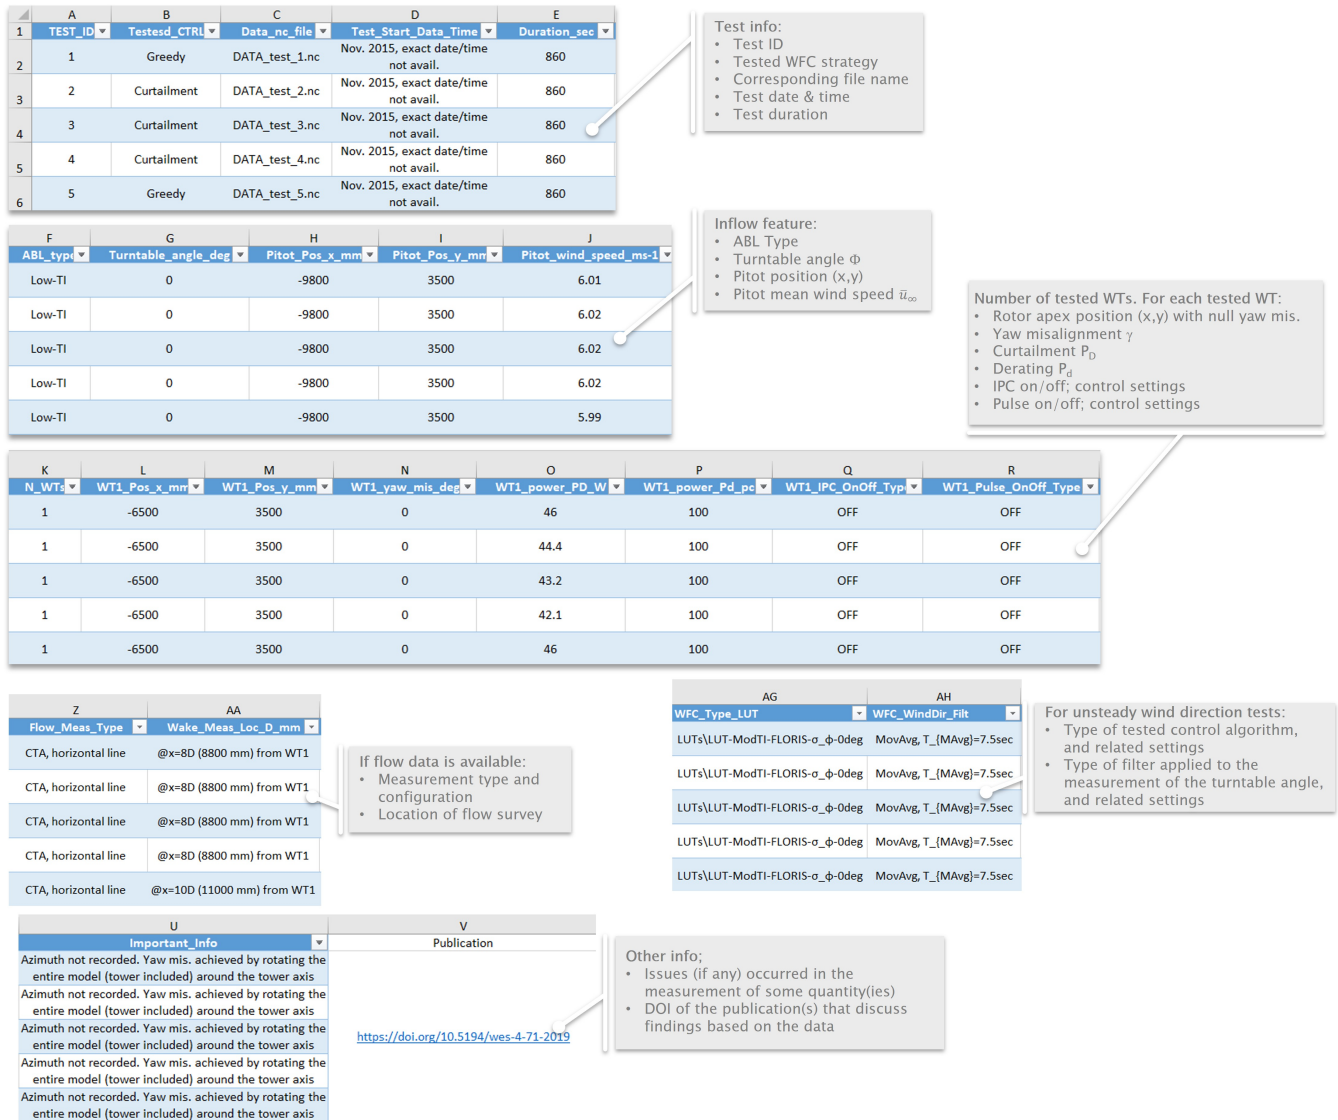 A B C D E
1 TEST_ID Testesd_CTRL Data_nc_file Test_Start_Data_Time Duration_sec
2 1 Greedy DATA_test_1.nc Nov. 2015, exact date/time not avail. 860
3 2 Curtailment DATA_test_2.nc Nov. 2015, exact date/time not avail. 860
4 3 Curtailment DATA_test_3.nc Nov. 2015, exact date/time not avail. 860
5 4 Curtailment DATA_test_4.nc Nov. 2015, exact date/time not avail. 860
6 5 Greedy DATA_test_5.nc Nov. 2015, exact date/time not avail. 860
Test info:
• Test ID
• Tested WFC strategy
• Corresponding file name
• Test date & time
• Test duration
F G H I J
ABL_type Turntable_angle_deg Pitot_Pos_x_mm Pitot_Pos_y_mm Pitot_wind_speed_ms-1
Low-TI 0 -9800 3500 6.01
Low-TI 0 -9800 3500 6.02
Low-TI 0 -9800 3500 6.02
Low-TI 0 -9800 3500 6.02
Low-TI 0 -9800 3500 5.99
Inflow feature:
• ABL Type
• Turntable angle Φ
• Pitot position (x,y)
• Pitot mean wind speed ū∞
Number of tested WTs. For each tested WT:
• Rotor apex position (x,y) with null yaw mis.
• Yaw misalignment γ
• Curtailment P_D
• Derating P_d
• IPC on/off; control settings
• Pulse on/off; control settings
K L M N O P Q R
N_WTs WT1_Pos_x_mm WT1_Pos_y_mm WT1_yaw_mis_deg WT1_power_PD_W WT1_power_Pd_pc WT1_IPC_OnOff_Type WT1_Pulse_OnOff_Type
1 -6500 3500 0 46 100 OFF OFF
1 -6500 3500 0 44.4 100 OFF OFF
1 -6500 3500 0 43.2 100 OFF OFF
1 -6500 3500 0 42.1 100 OFF OFF
1 -6500 3500 0 46 100 OFF OFF
Z AA
Flow_Meas_Type Wake_Meas_Loc_D_mm
CTA, horizontal line @x=8D (8800 mm) from WT1
CTA, horizontal line @x=8D (8800 mm) from WT1
CTA, horizontal line @x=8D (8800 mm) from WT1
CTA, horizontal line @x=8D (8800 mm) from WT1
CTA, horizontal line @x=10D (11000 mm) from WT1
If flow data is available:
• Measurement type and
configuration
• Location of flow survey
AG AH
WFC_Type_LUT WFC_WindDir_Filt
LUTs\LUT-ModTI-FLORIS-σ_ϕ-0deg MovAvg, T_{MAvg}=7.5sec
LUTs\LUT-ModTI-FLORIS-σ_ϕ-0deg MovAvg, T_{MAvg}=7.5sec
LUTs\LUT-ModTI-FLORIS-σ_ϕ-0deg MovAvg, T_{MAvg}=7.5sec
LUTs\LUT-ModTI-FLORIS-σ_ϕ-0deg MovAvg, T_{MAvg}=7.5sec
LUTs\LUT-ModTI-FLORIS-σ_ϕ-0deg MovAvg, T_{MAvg}=7.5sec
For unsteady wind direction tests:
• Type of tested control algorithm,
and related settings
• Type of filter applied to the
measurement of the turntable angle,
and related settings
U V
Important_Info Publication
Azimuth not recorded. Yaw mis. achieved by rotating the
entire model (tower included) around the tower axis
Azimuth not recorded. Yaw mis. achieved by rotating the
entire model (tower included) around the tower axis
Azimuth not recorded. Yaw mis. achieved by rotating the
entire model (tower included) around the tower axis
Azimuth not recorded. Yaw mis. achieved by rotating the
entire model (tower included) around the tower axis
Azimuth not recorded. Yaw mis. achieved by rotating the
entire model (tower included) around the tower axis
https://doi.org/10.5194/wes-4-71-2019
Other info;
• Issues (if any) occurred in the
measurement of some quantity(ies)
• DOI of the publication(s) that discuss
findings based on the data